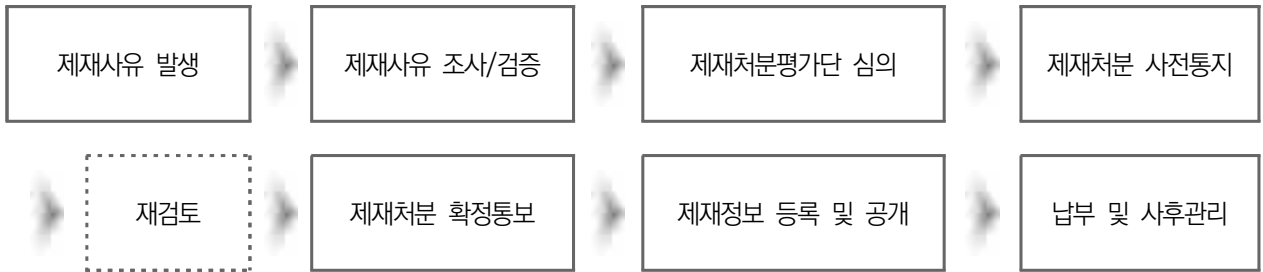 제재사유 발생
제재사유 조사/검증
제재처분평가단 심의
제재처분 사전통지
재검토
제재처분 확정통보
제재정보 등록 및 공개
납부 및 사후관리